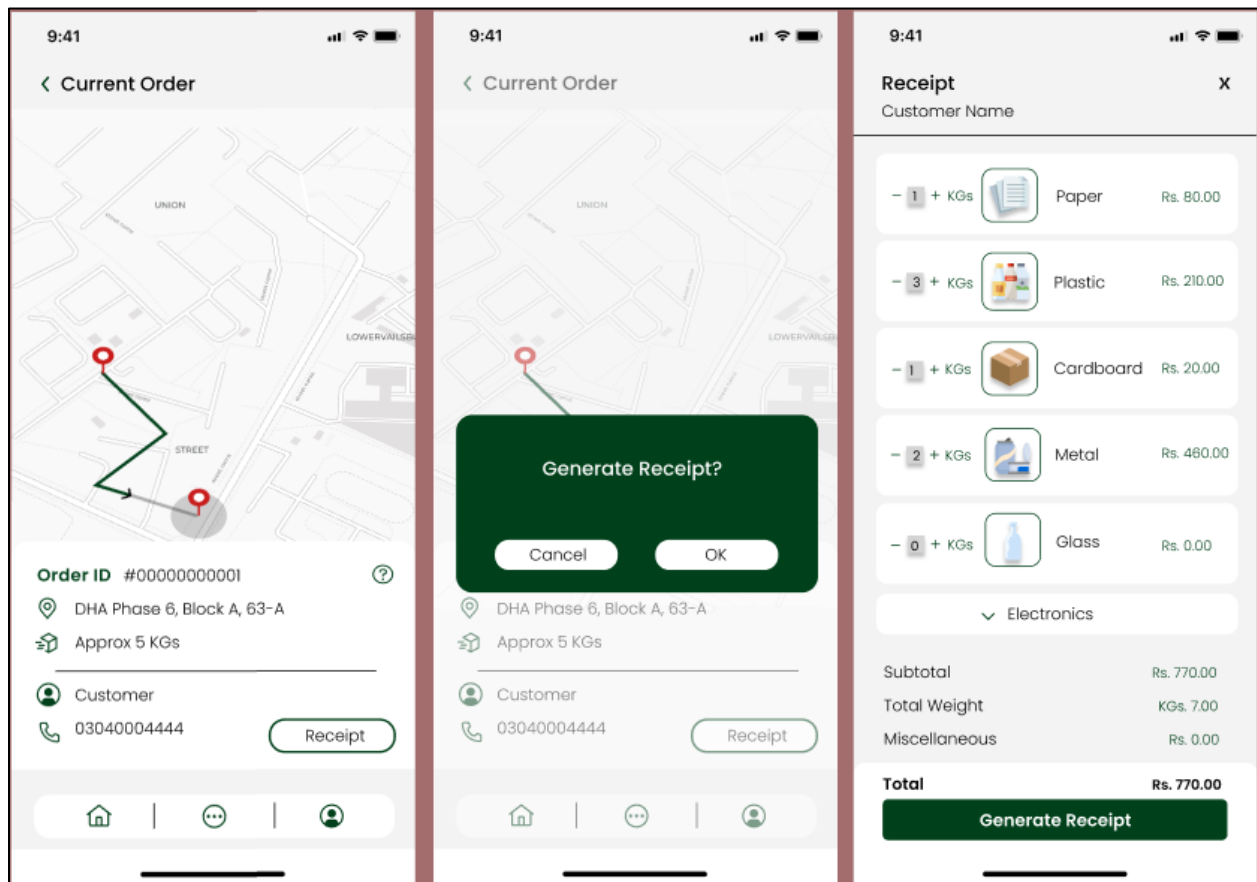 9:41
Current Order
UNION
LOWERVAILSB
STREET
Order ID #00000000001
?
DHA Phase 6, Block A, 63-A
Approx 5 KGs
Customer
03040004444
Receipt
9:41
Current Order
UNION
LOWERVAILSB
Generate Receipt?
Cancel OK
DHA Phase 6, Block A, 63-A
Approx 5 KGs
Customer
03040004444
Receipt
9:41
Receipt X
Customer Name
- 1 + KGs Paper Rs. 80.00
- 3 + KGs Plastic Rs. 210.00
- 1 + KGs Cardboard Rs. 20.00
- 2 + KGs Metal Rs. 460.00
- 0 + KGs Glass Rs. 0.00
Electronics
Subtotal Rs. 770.00
Total Weight KGs. 7.00
Miscellaneous Rs. 0.00
Total Rs. 770.00
Generate Receipt